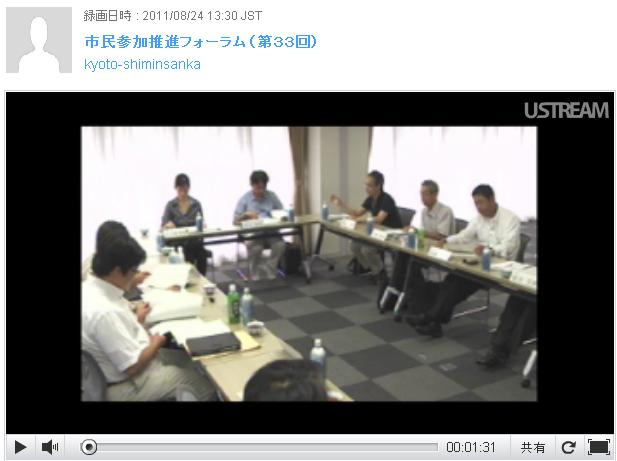 録画日時 : 2011/08/24 13:30 JST
市民参加推進フォーラム（第３３回）
kyoto-shiminsanka
USTREAM
00:01:31
共有